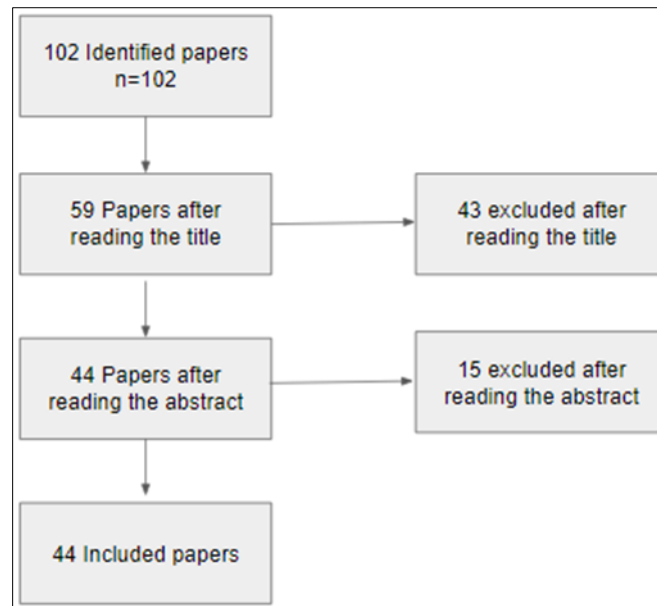 102 Identified papers
n=102
59 Papers after
reading the title
43 excluded after
reading the title
44 Papers after
reading the abstract
15 excluded after
reading the abstract
44 Included papers